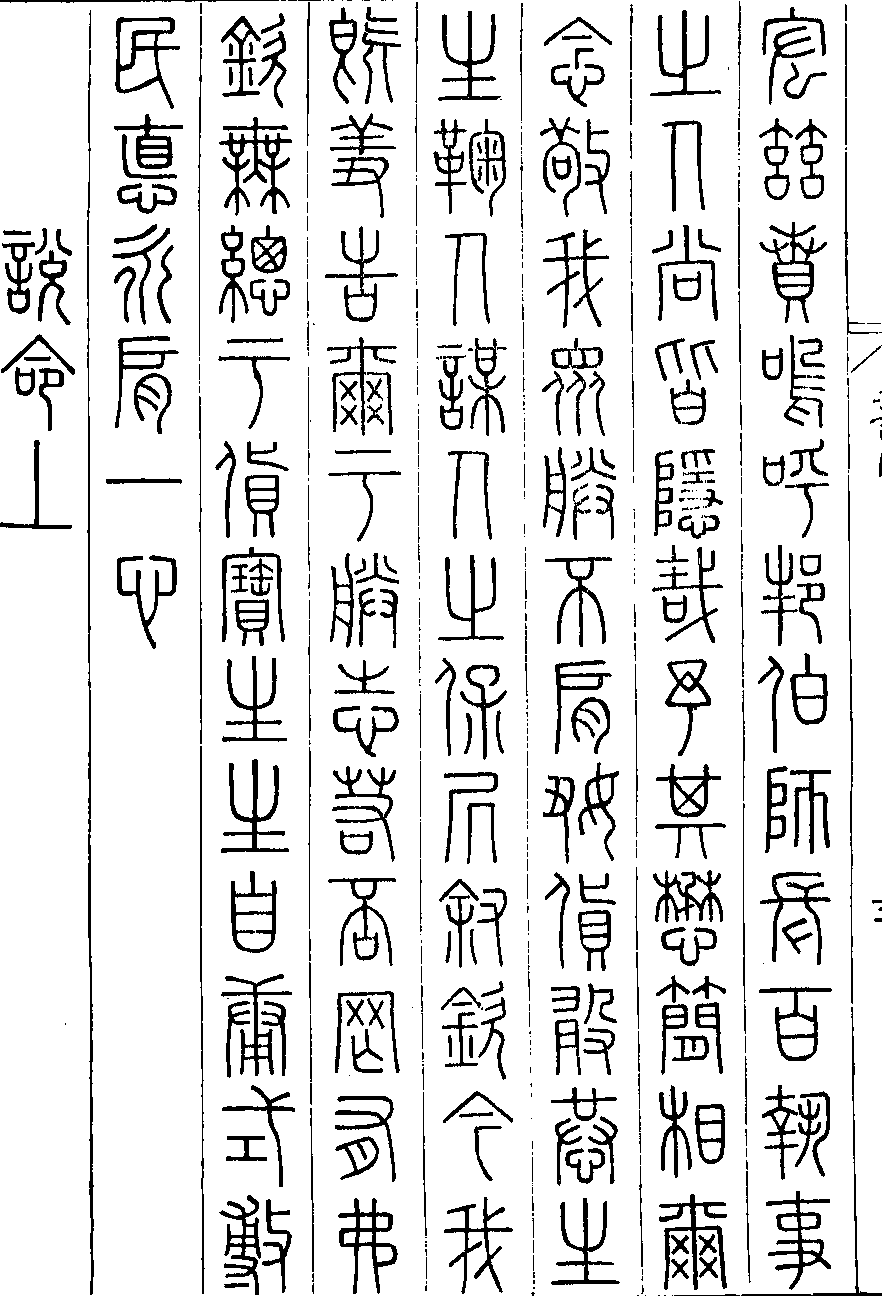 宏茲賁嗚呼邦伯師長百執事
之人尚皆隱哉予其懋簡相爾
念敬我眾朕不肩好貨敢恭生
生鞠人謀人之保居敘欽今我
既羞告爾于朕志若否罔有弗
欽無總于貨寶生生自庸式敷
民德永肩一心
說命上